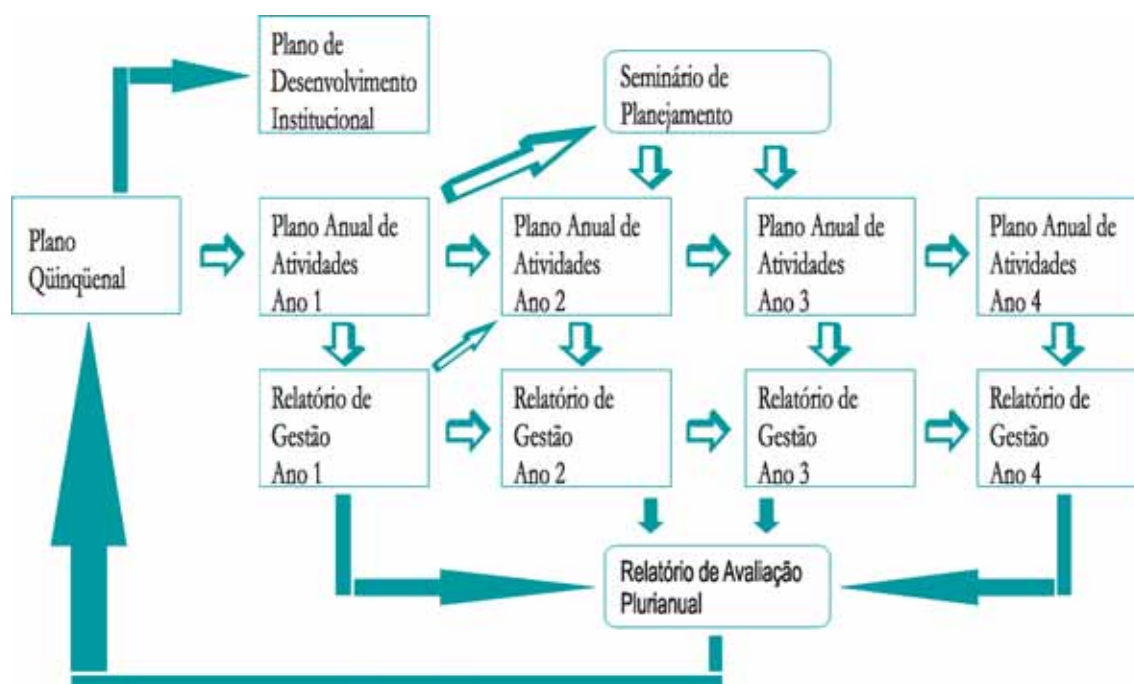 Plano de
Desenvolvimento
Institucional
Seminário de
Planejamento
Plano
Qüinqüenal
Plano Anual de
Atividades
Ano 1
Plano Anual de
Atividades
Ano 2
Plano Anual de
Atividades
Ano 3
Plano Anual de
Atividades
Ano 4
Relatório de
Gestão
Ano 1
Relatório de
Gestão
Ano 2
Relatório de
Gestão
Ano 3
Relatório de
Gestão
Ano 4
Relatório de Avaliação
Plurianual